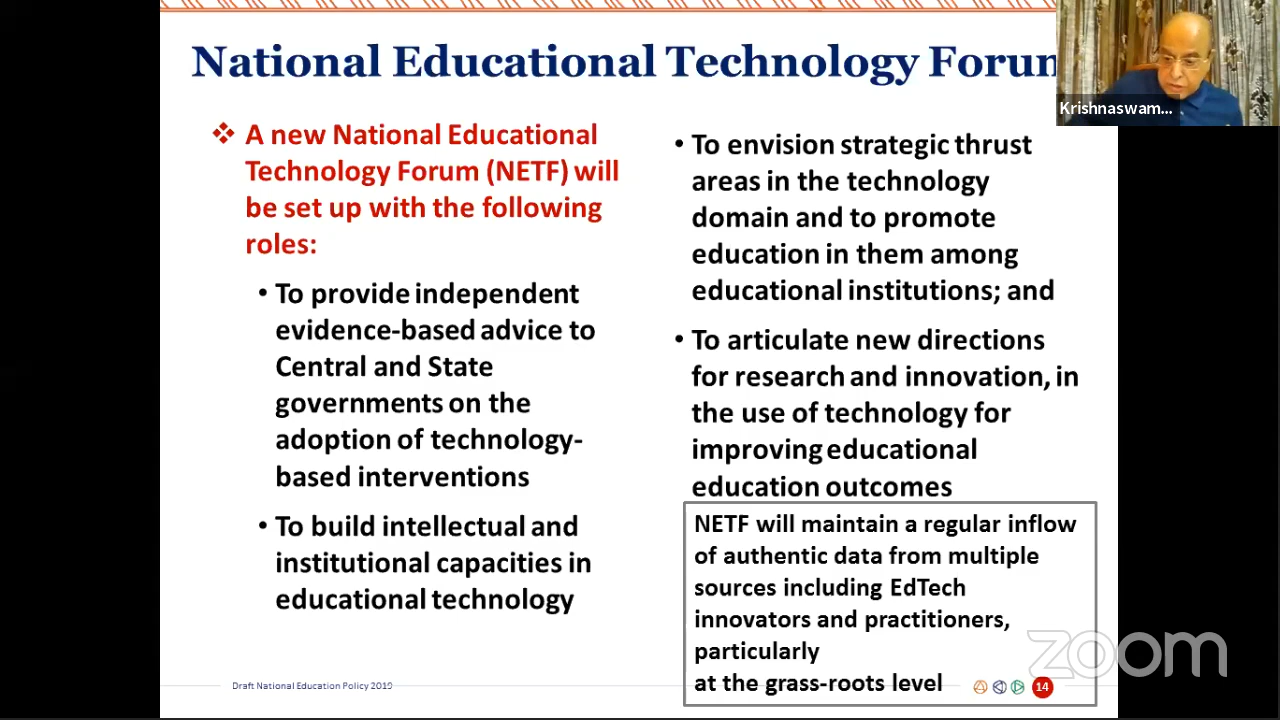 National Educational Technology Forum
❖ A new National Educational
Technology Forum (NETF) will
be set up with the following
roles:
• To provide independent
evidence-based advice to
Central and State
governments on the
adoption of technology-
based interventions
• To build intellectual and
institutional capacities in
educational technology
• To envision strategic thrust
areas in the technology
domain and to promote
education in them among
educational institutions; and
• To articulate new directions
for research and innovation, in
the use of technology for
improving educational
education outcomes
NETF will maintain a regular inflow
of authentic data from multiple
sources including EdTech
innovators and practitioners,
particularly
at the grass-roots level
Draft National Education Policy 2019
14
Krishnaswam...
zoom